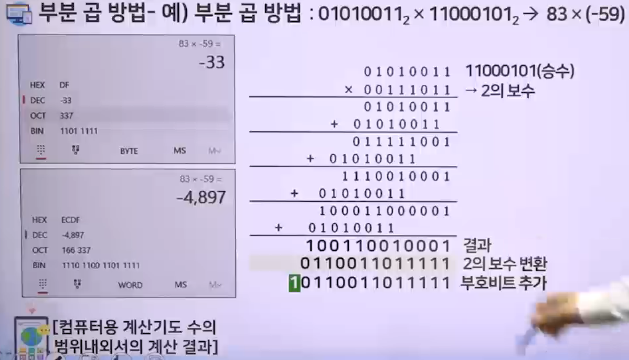 부분 곱 방법- 예) 부분 곱 방법 : 01010011₂ × 11000101₂ → 83 × (-59)
83 × -59 =
-33
HEX DF
DEC -33
OCT 337
BIN 1101 1111
BYTE MS M˅
83 × -59 =
-4,897
HEX ECDF
DEC -4,897
OCT 166 337
BIN 1110 1100 1101 1111
WORD MS M˅
[컴퓨터용 계산기도 수의
범위내외서의 계산 결과]
01010011 11000101(승수)
× 00111011 → 2의 보수
01010011
+ 01010011
011111001
+ 01010011
1110010001
+ 01010011
100011000001
+ 01010011
1001100100001 결과
0110011011111 2의 보수 변환
10110011011111 부호비트 추가